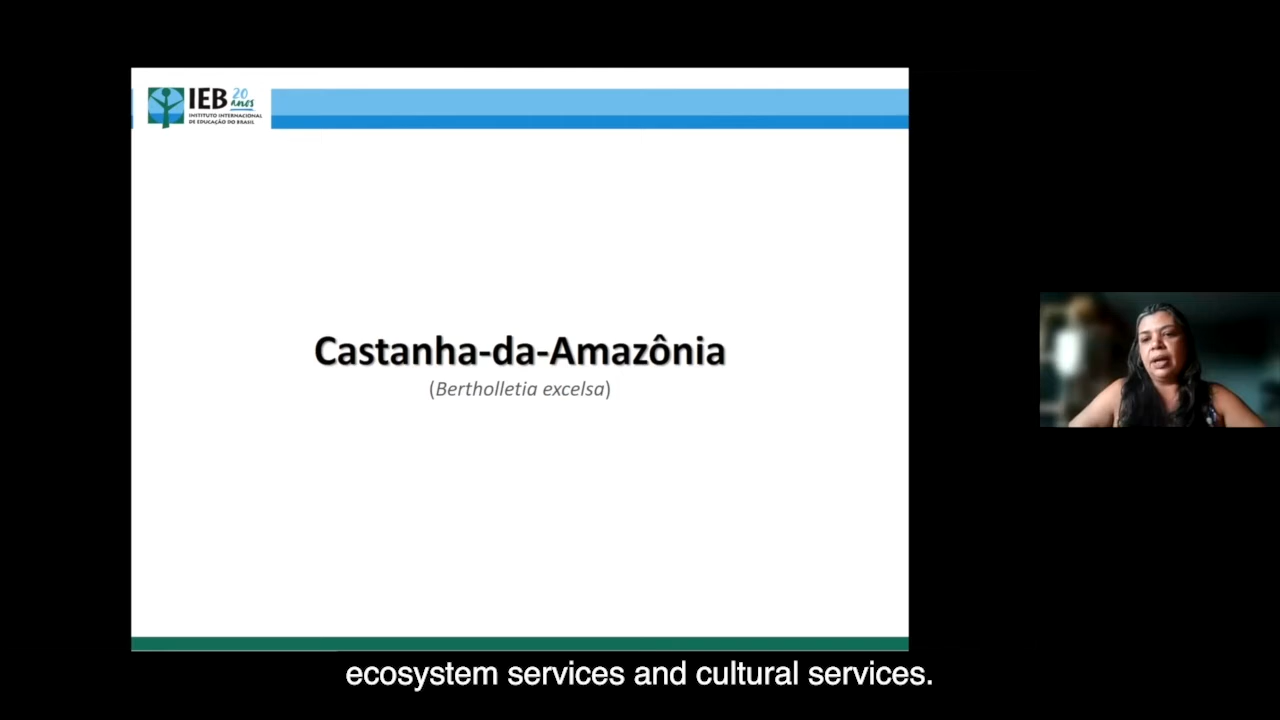 IEB 20 anos
INSTITUTO INTERNACIONAL
DE EDUCAÇÃO DO BRASIL
Castanha-da-Amazônia
(Bertholletia excelsa)
ecosystem services and cultural services.